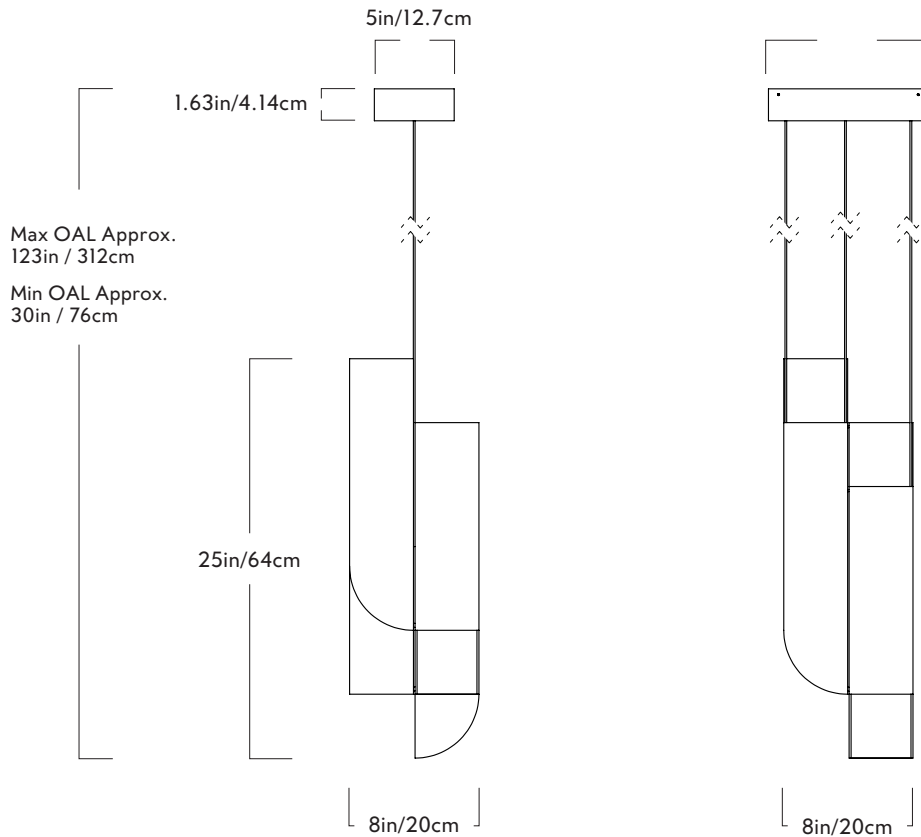 5in/12.7cm
1.63in/4.14cm
Max OAL Approx.
123in / 312cm
Min OAL Approx.
30in / 76cm
25in/64cm
8in/20cm
8in/20cm